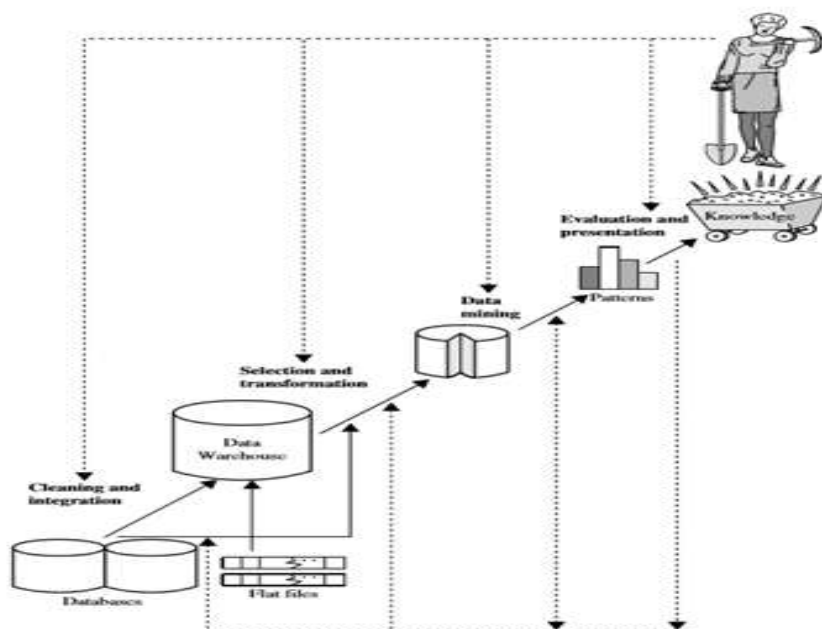 Knowledge
Evaluation and
presentation
Patterns
Data
mining
Selection and
transformation
Data
Warehouse
Cleaning and
integration
Databases
Flat files